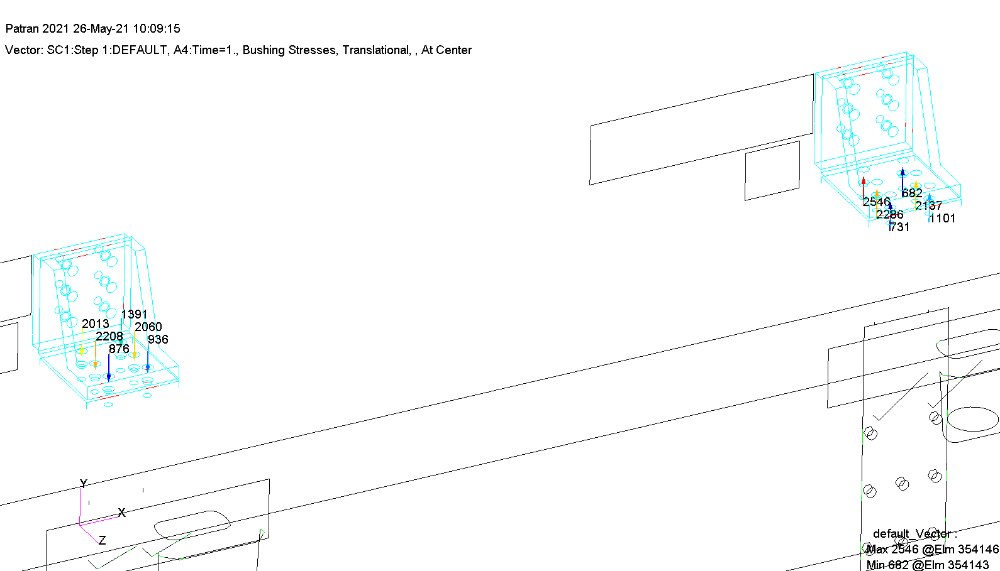 Patran 2021 26-May-21 10:09:15
Vector: SC1:Step 1:DEFAULT, A4:Time=1., Bushing Stresses, Translational, , At Center
682
2546
2137
2286
1101
731
1391
2013
2060
2208
936
876
Y
X
Z
default_Vector :
Max 2546 @Elm 354146
Min 682 @Elm 354143